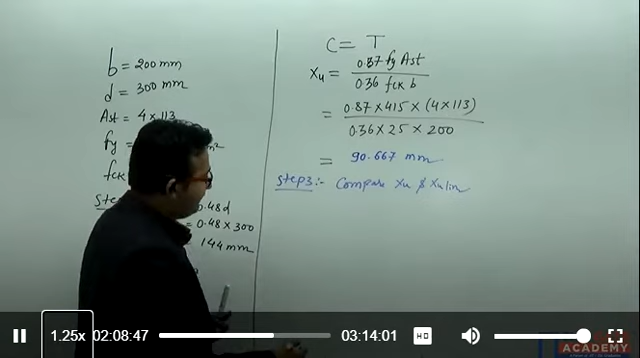 b = 200 mm
d = 300 mm
Ast = 4 x 113
fy =
fck
Step
0.48d
= 0.48 x 300
144 mm
C = T
Xu = 0.87 fy Ast
0.36 fck b
= 0.87 x 415 x (4 x 113)
0.36 x 25 x 200
= 90.667 mm
Step3:- Compare Xu & Xulim
1.25x 02:08:47 03:14:01 HD
ACADEMY